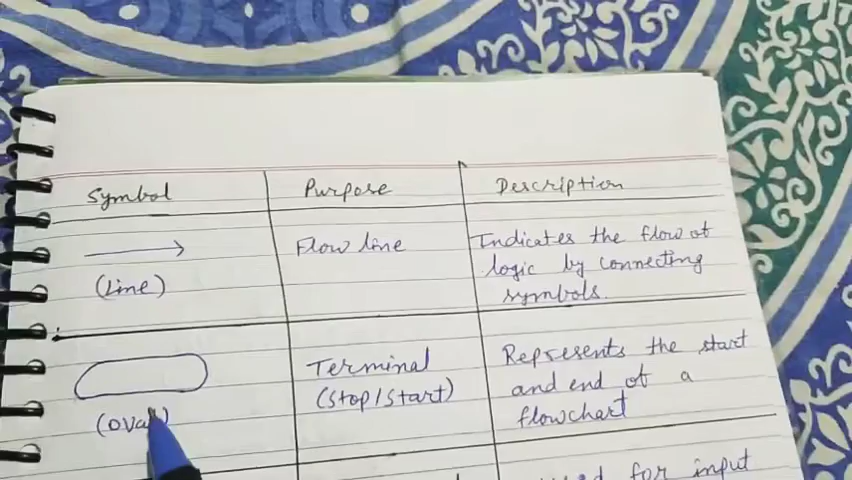 Symbol Purpose Description
(Line)
Flow line
Indicates the flow of
logic by connecting
symbols.
(Oval)
Terminal
(Stop/Start)
Represents the start
and end of a
flowchart
for input